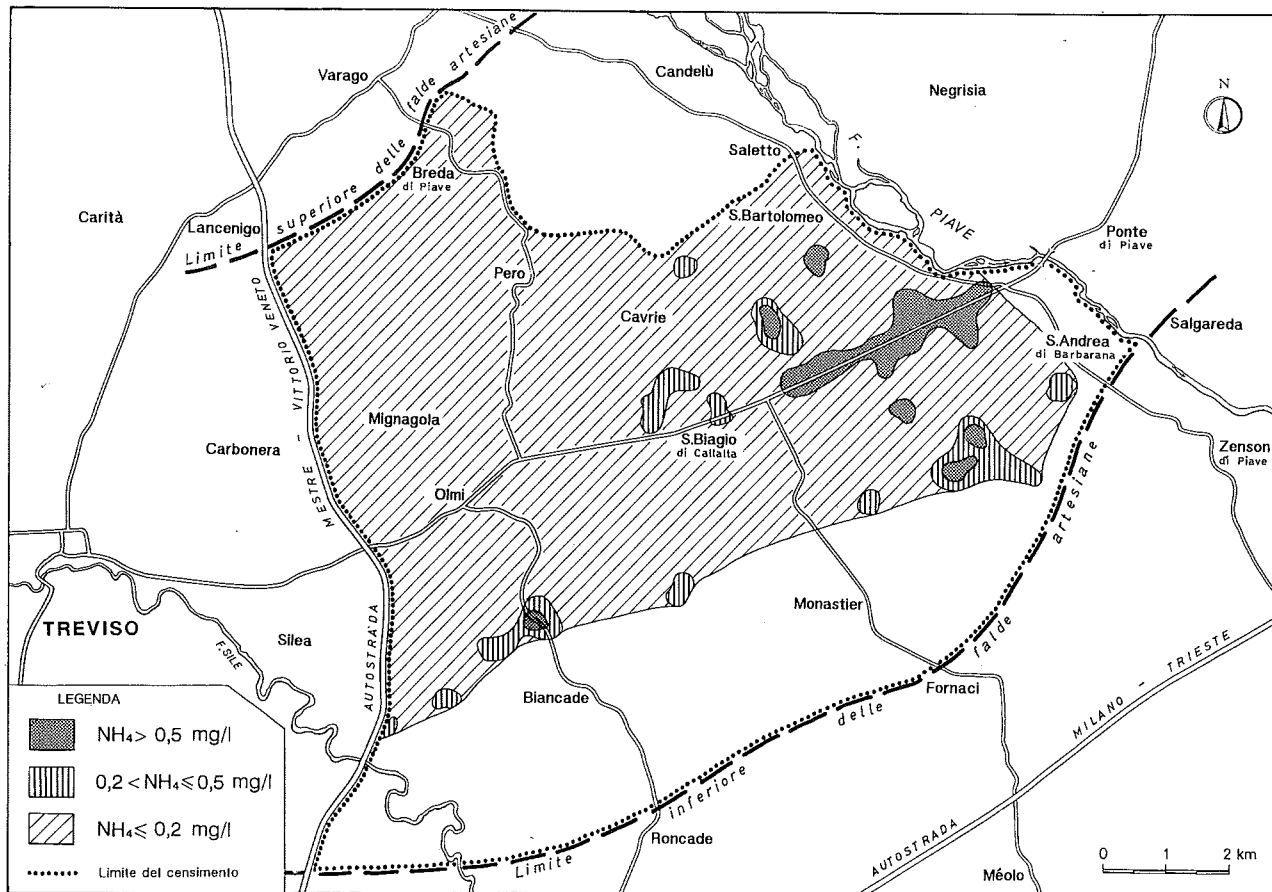 Varago
Candelù
Negrisia
N
Limite superiore delle falde artesiane
Saletto
F. PIAVE
Breda
di Piave
Carità
Lancenigo
S.Bartolomeo
Ponte
di Piave
Pero
Cavrie
Salgareda
S.Andrea
di Barbarana
AUTOSTRADA MESTRE - VITTORIO VENETO
Mignagola
Carbonera
S.Biagio
di Callalta
Zenson
di Piave
Olmi
Monastier
TREVISO
Silea
F. SILE
Biancade
Fornaci
Limite inferiore delle falde artesiane
Roncade
AUTOSTRADA MILANO - TRIESTE
Méolo
LEGENDA
NH₄> 0,5 mg/l
0,2 < NH₄⩽ 0,5 mg/l
NH₄⩽ 0,2 mg/l
Limite del censimento
0 1 2 km